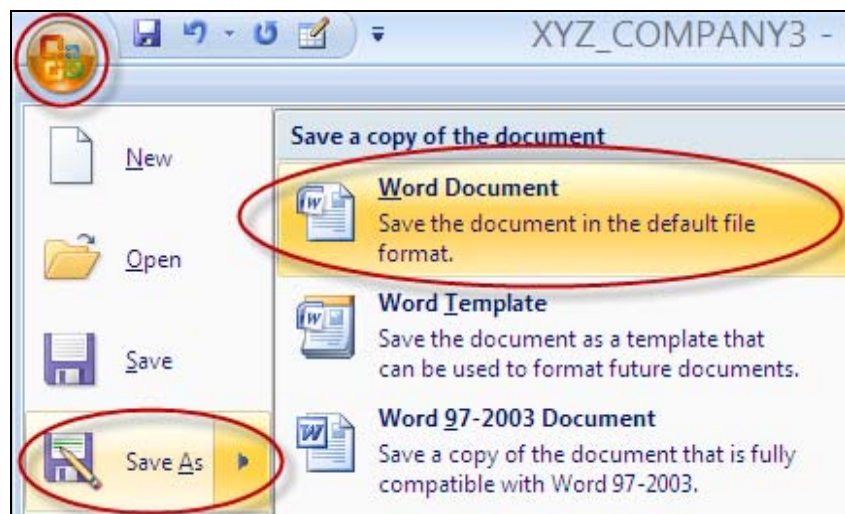 XYZ_COMPANY3 -
New
Open
Save
Save As
Save a copy of the document
Word Document
Save the document in the default file
format.
Word Template
Save the document as a template that
can be used to format future documents.
Word 97-2003 Document
Save a copy of the document that is fully
compatible with Word 97-2003.